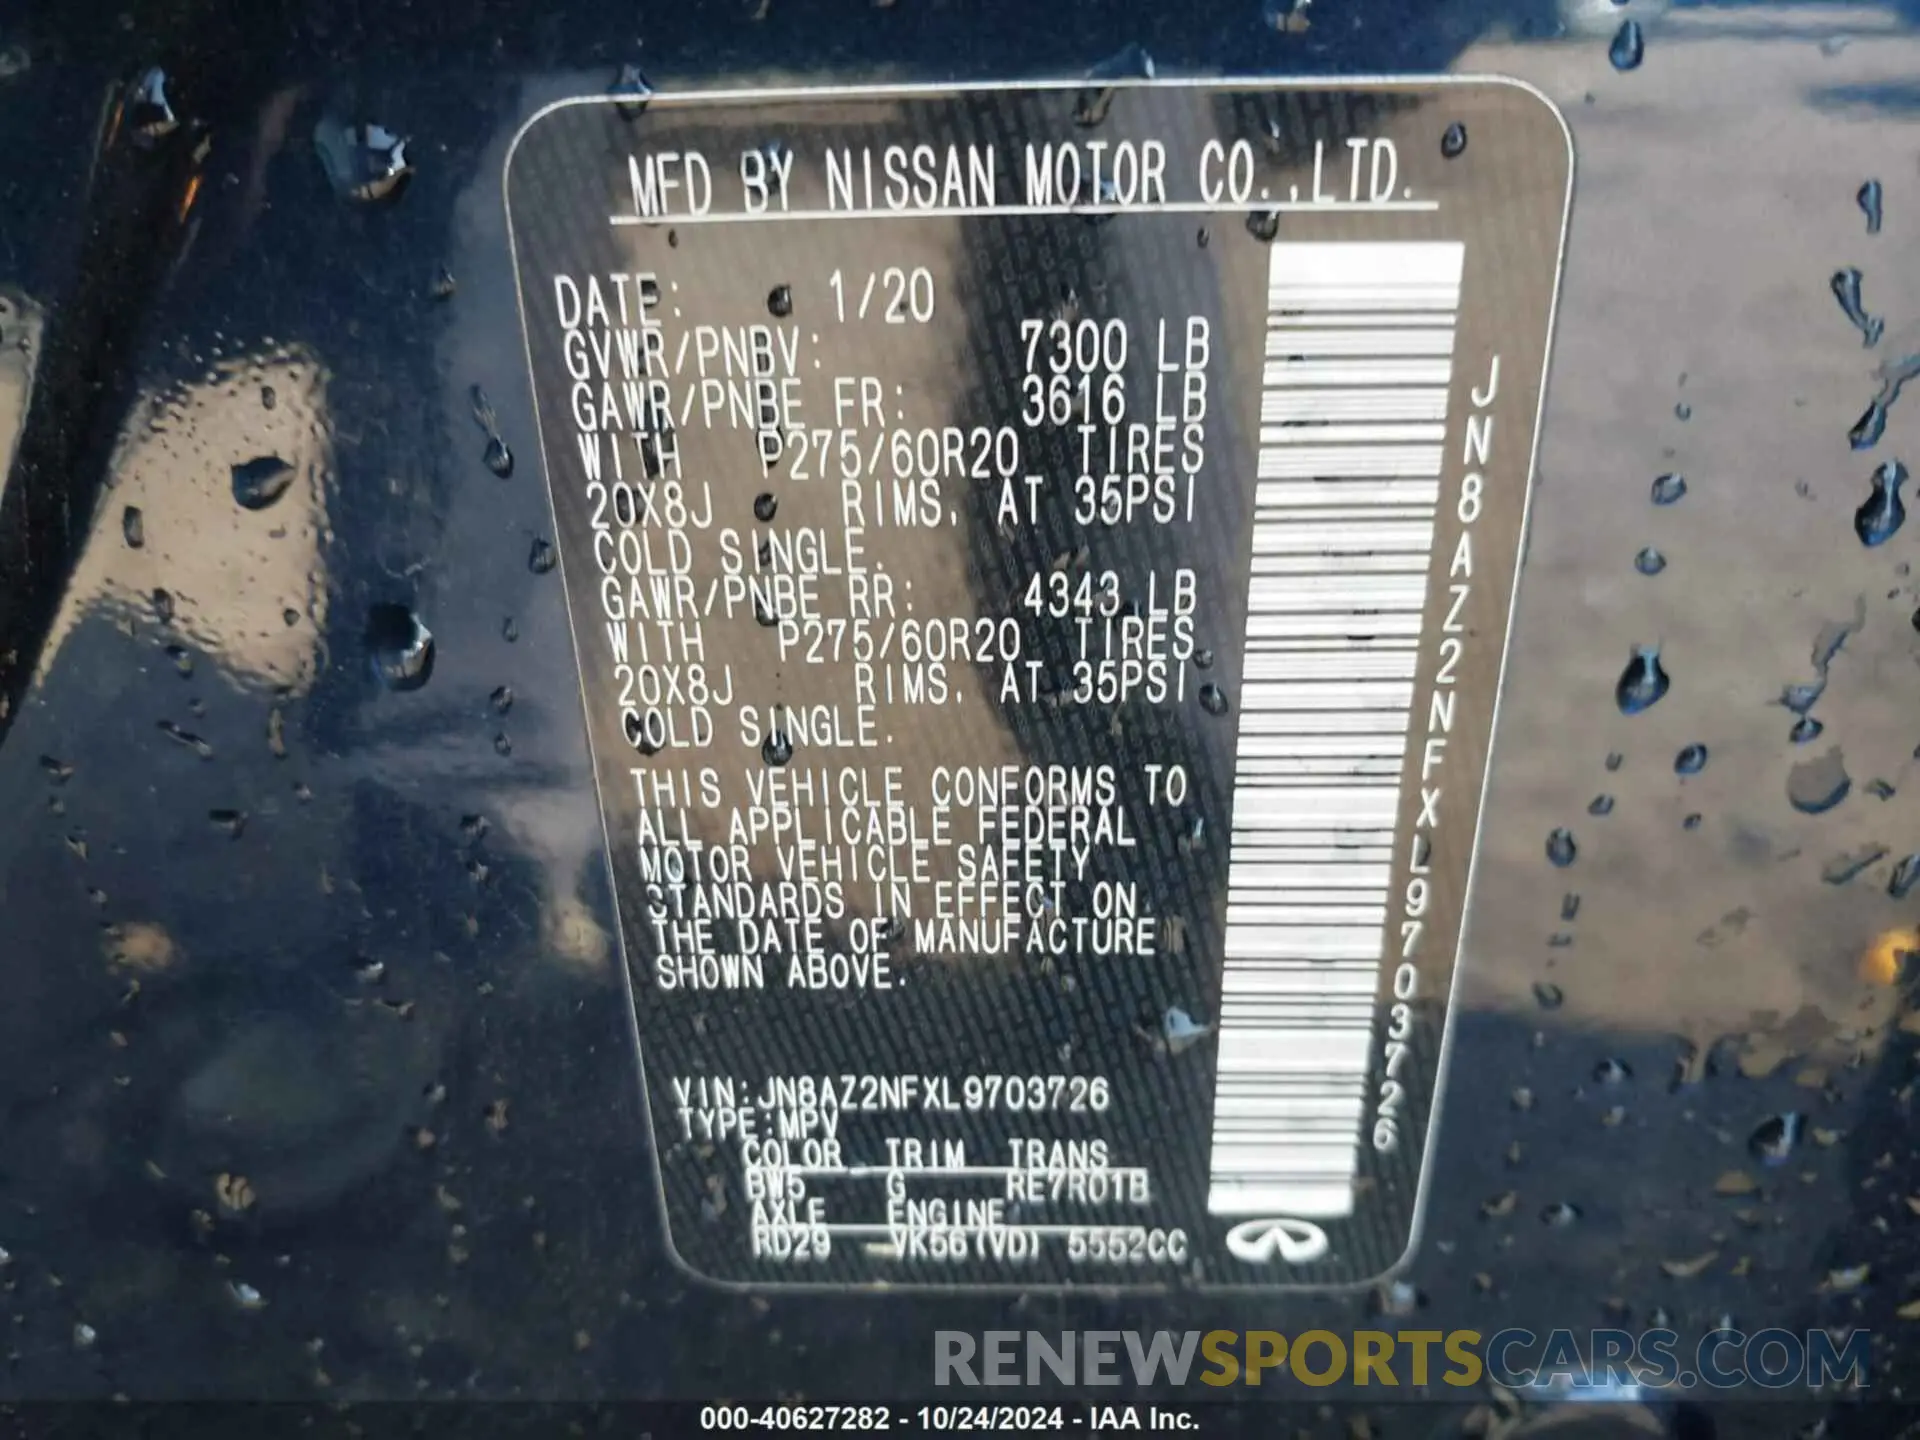 MFD BY NISSAN MOTOR CO.,LTD.
DATE: 1/20
GVWR/PNBV: 7300 LB
GAWR/PNBE FR: 3616 LB
WITH P275/60R20 TIRES
20X8J RIMS, AT 35PSI
COLD SINGLE.
GAWR/PNBE RR: 4343 LB
WITH P275/60R20 TIRES
20X8J RIMS, AT 35PSI
COLD SINGLE.
THIS VEHICLE CONFORMS TO
ALL APPLICABLE FEDERAL
MOTOR VEHICLE SAFETY
STANDARDS IN EFFECT ON
THE DATE OF MANUFACTURE
SHOWN ABOVE.
VIN:JN8AZ2NFXL9703726
TYPE:MPV
COLOR TRIM TRANS
BW5 G RE7R01B
AXLE ENGINE
RD29 VK56(VD) 5552CC
JN8AZ2NFXL9703726
RENEWSPORTSCARS.COM
000-40627282 - 10/24/2024 - IAA Inc.